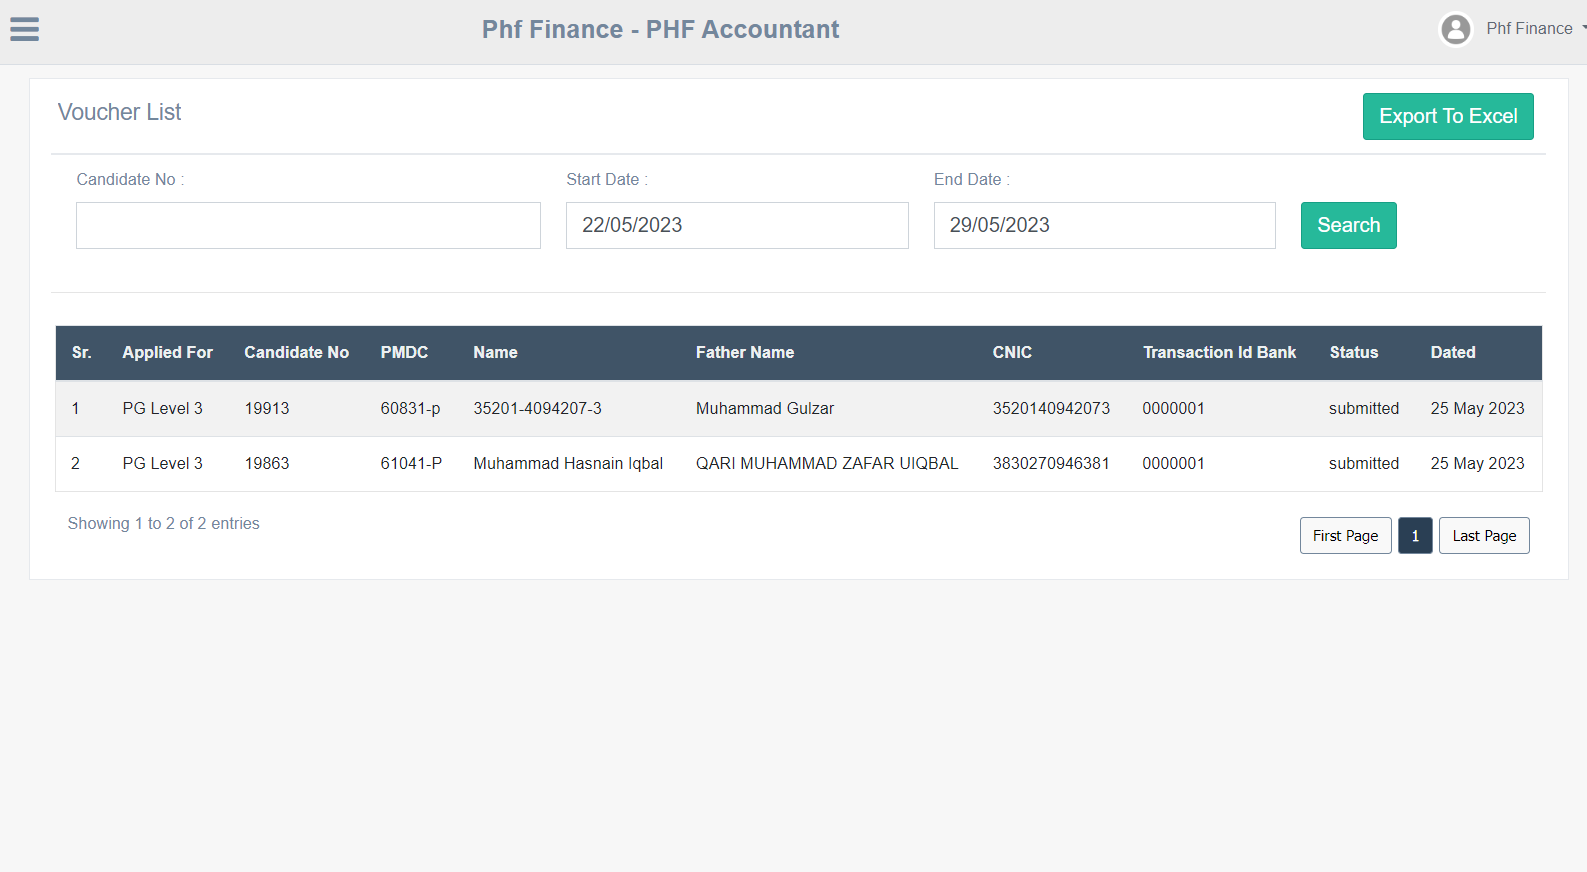 Phf Finance - PHF Accountant
Phf Finance
Voucher List
Export To Excel
Candidate No :
Start Date :
End Date :
22/05/2023
29/05/2023
Search
Sr. Applied For Candidate No PMDC Name Father Name CNIC Transaction Id Bank Status Dated
1 PG Level 3 19913 60831-p 35201-4094207-3 Muhammad Gulzar 3520140942073 0000001 submitted 25 May 2023
2 PG Level 3 19863 61041-P Muhammad Hasnain Iqbal QARI MUHAMMAD ZAFAR UIQBAL 3830270946381 0000001 submitted 25 May 2023
Showing 1 to 2 of 2 entries
First Page 1 Last Page